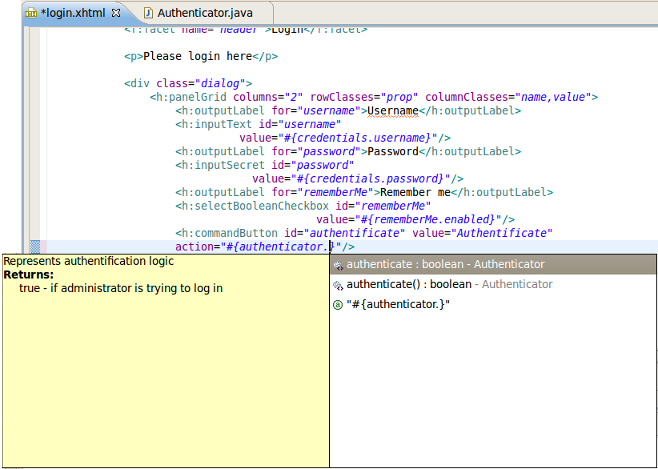 *login.xhtml Authenticator.java
<f:facet name="header">Login</f:facet>
<p>Please login here</p>
<div class="dialog">
<h:panelGrid columns="2" rowClasses="prop" columnClasses="name,value">
<h:outputLabel for="username">Username</h:outputLabel>
<h:inputText id="username"
value="#{credentials.username}"/>
<h:outputLabel for="password">Password</h:outputLabel>
<h:inputSecret id="password"
value="#{credentials.password}"/>
<h:outputLabel for="rememberMe">Remember me</h:outputLabel>
<h:selectBooleanCheckbox id="rememberMe"
value="#{rememberMe.enabled}"/>
<h:commandButton id="authentificate" value="Authentificate"
action="#{authenticator.}"/>
Represents authentification logic
Returns:
true - if administrator is trying to log in
authenticate : boolean - Authenticator
authenticate() : boolean - Authenticator
"#{authenticator.}"